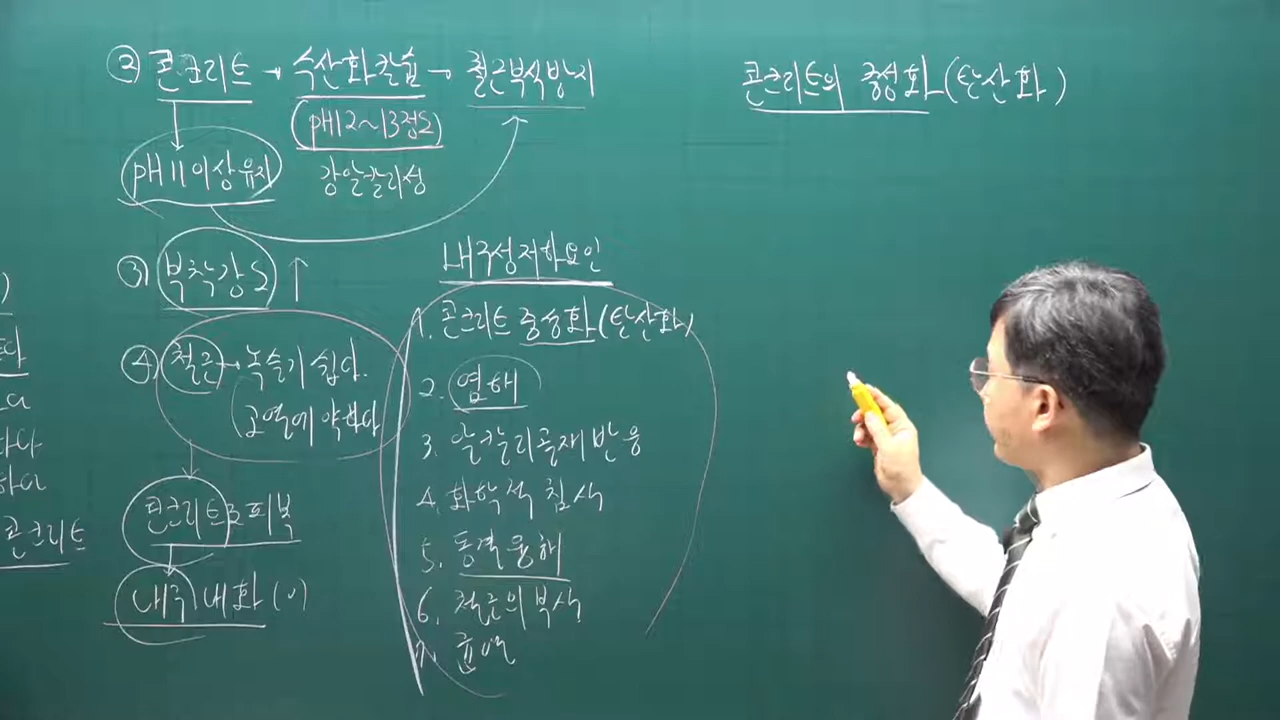 ② 콘크리트 → 수산화칼슘 → 철근부식방지
(pH12~13정도)
pH11이상유지
강알칼리성
③ 부착강도 ↑
④ 철근 → 녹슬기 쉽다.
고열에 약하다
콘크리트로 피복
내구 내화(이)
콘크리트
내구성저하요인
1. 콘크리트 중성화(탄산화)
2. 염해
3. 알칼리골재반응
4. 화학적 침식
5. 동결융해
6. 철근의 부식
7. 균열
콘크리트의 중성화(탄산화)